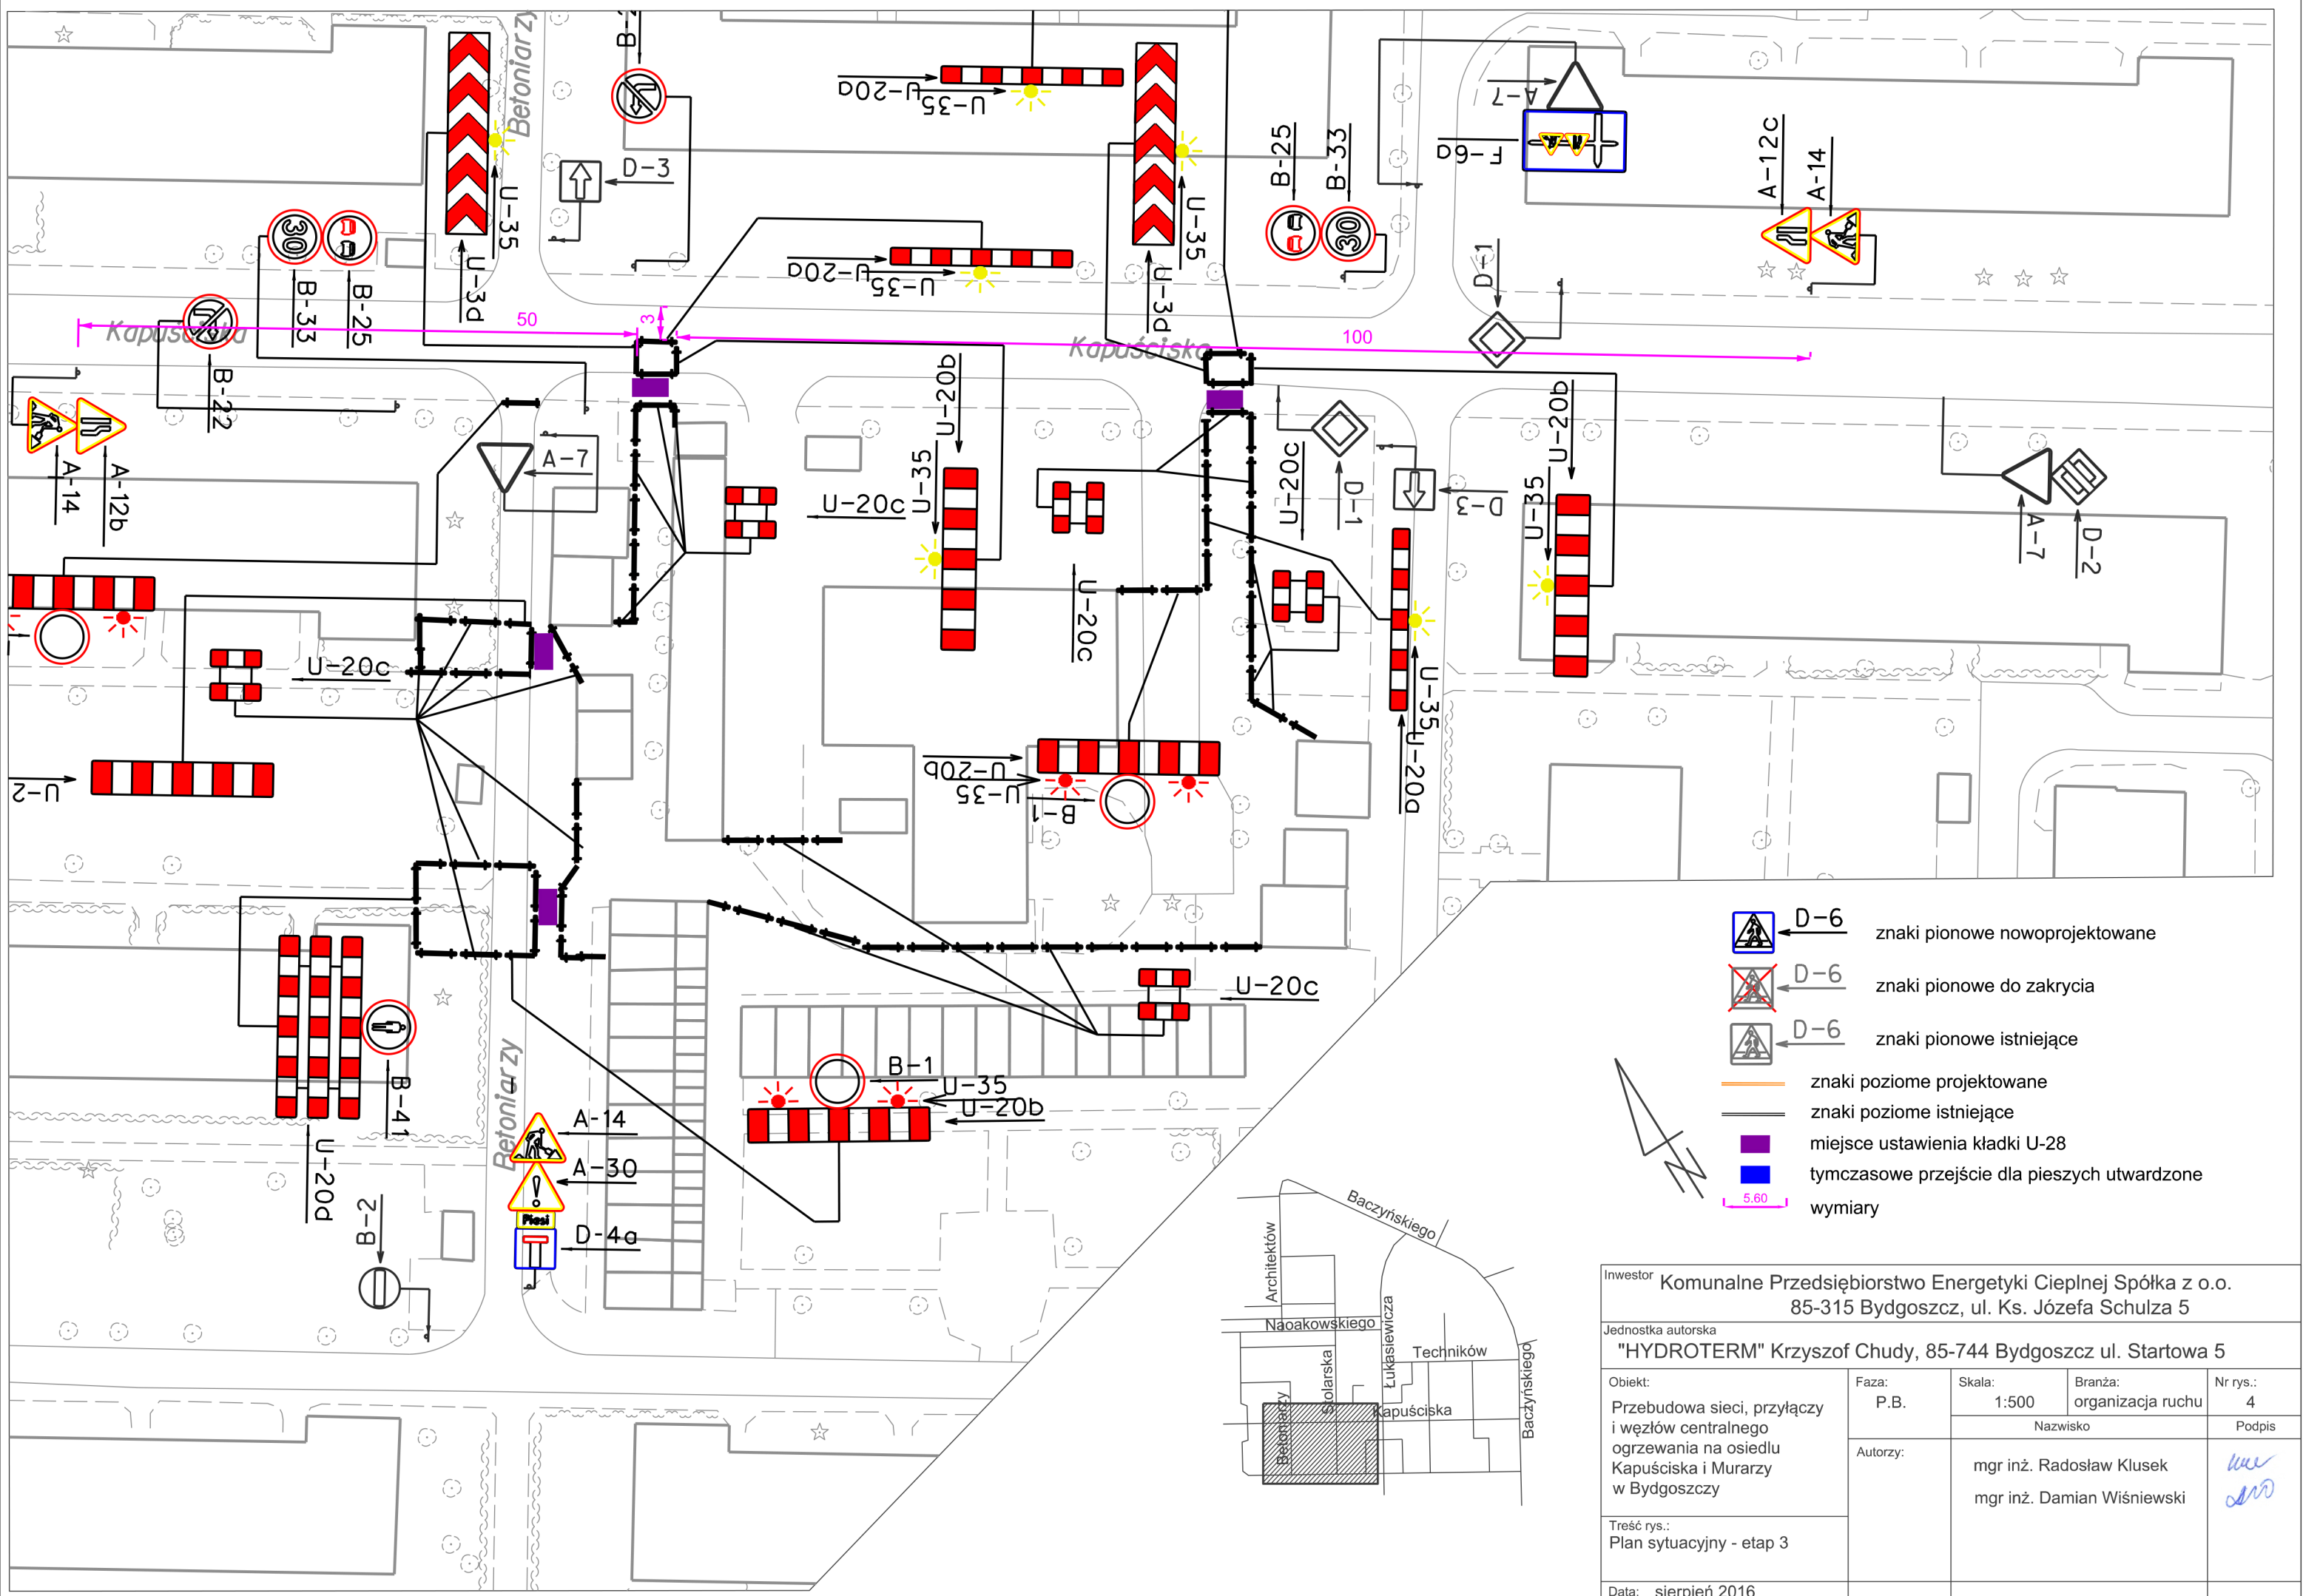 Betoniarzy
B-2
U-20a
U-35
A-7
F-6a
B-25
B-33
A-12c
A-14
D-3
U-35
U-3d
U-35
U-3d
30
B-33
B-25
U-20a
U-35
30
D-1
Kapuściska
50
3
Kapuściska
100
B-22
A-14
A-12b
A-7
U-20b
U-35
U-20c
U-20c
U-20c
D-1
D-3
U-20b
U-35
A-7
D-2
U-20c
U-2
U-20b
U-35
B-1
U-35
U-20a
U-20c
B-41
U-20d
B-2
Betoniarzy
A-14
A-30
Piesi
D-4a
B-1
U-35
U-20b
D-6 znaki pionowe nowoprojektowane
D-6 znaki pionowe do zakrycia
D-6 znaki pionowe istniejące
znaki poziome projektowane
znaki poziome istniejące
miejsce ustawienia kładki U-28
tymczasowe przejście dla pieszych utwardzone
5.60 wymiary
Baczyńskiego
Architektów
Naoakowskiego
Łukasiewicza
Techników
Stolarska
Baczyńskiego
Kapuściska
Betoniarzy
Inwestor Komunalne Przedsiębiorstwo Energetyki Cieplnej Spółka z o.o.
85-315 Bydgoszcz, ul. Ks. Józefa Schulza 5
Jednostka autorska
"HYDROTERM" Krzyszof Chudy, 85-744 Bydgoszcz ul. Startowa 5
Obiekt:
Przebudowa sieci, przyłączy
i węzłów centralnego
ogrzewania na osiedlu
Kapuściska i Murarzy
w Bydgoszczy
Faza:
P.B.
Skala:
1:500
Branża:
organizacja ruchu
Nr rys.:
4
Nazwisko
Podpis
Autorzy:
mgr inż. Radosław Klusek
mgr inż. Damian Wiśniewski
Treść rys.:
Plan sytuacyjny - etap 3
Data: sierpień 2016